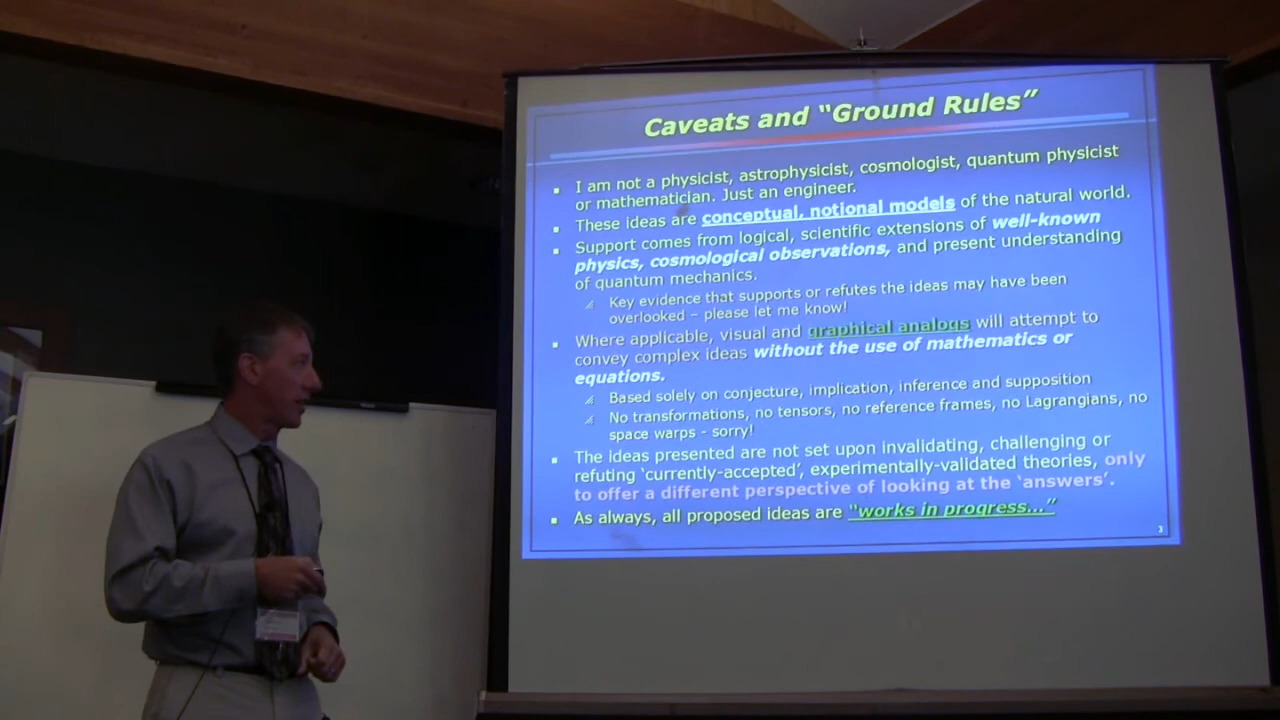 Caveats and “Ground Rules”
I am not a physicist, astrophysicist, cosmologist, quantum physicist
or mathematician. Just an engineer.
These ideas are conceptual, notional models of the natural world.
Support comes from logical, scientific extensions of well-known
physics, cosmological observations, and present understanding
of quantum mechanics.
Key evidence that supports or refutes the ideas may have been
overlooked – please let me know!
Where applicable, visual and graphical analogs will attempt to
convey complex ideas without the use of mathematics or
equations.
Based solely on conjecture, implication, inference and supposition
No transformations, no tensors, no reference frames, no Lagrangians, no
space warps - sorry!
The ideas presented are not set upon invalidating, challenging or
refuting ‘currently-accepted’, experimentally-validated theories, only
to offer a different perspective of looking at the ‘answers’.
As always, all proposed ideas are “works in progress…”
3